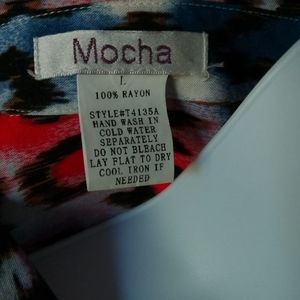 Mocha
L
100% RAYON
STYLE#T4135A
HAND WASH IN
COLD WATER
SEPARATELY
DO NOT BLEACH
LAY FLAT TO DRY
COOL IRON IF
NEEDED